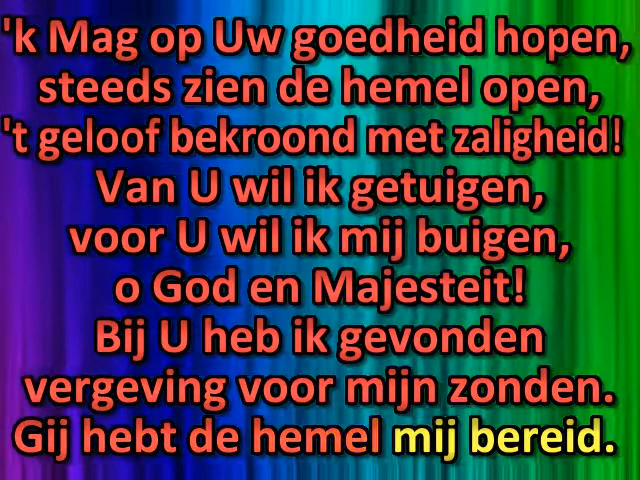 'k Mag op Uw goedheid hopen,
steeds zien de hemel open,
't geloof bekroond met zaligheid!
Van U wil ik getuigen,
voor U wil ik mij buigen,
o God en Majesteit!
Bij U heb ik gevonden
vergeving voor mijn zonden.
Gij hebt de hemel mij bereid.